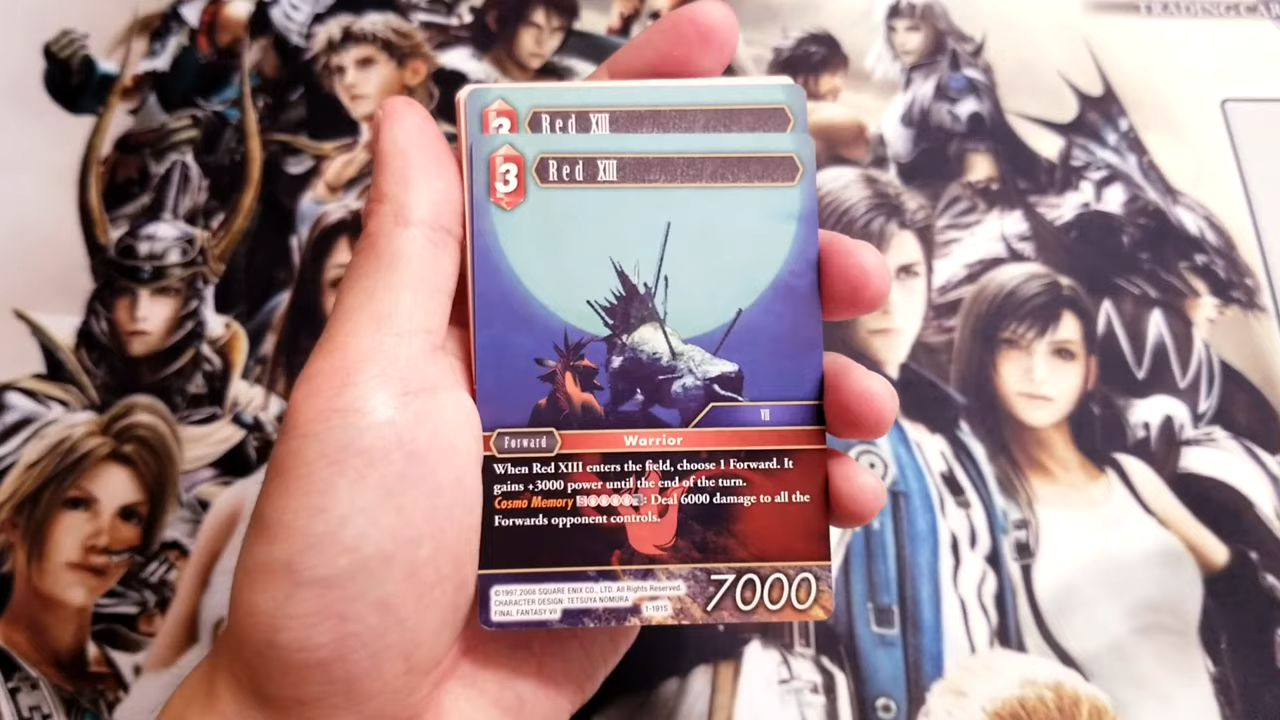 TRADING CAR
3 Red XIII
3 Red XIII
VII
Forward Warrior
When Red XIII enters the field, choose 1 Forward. It
gains +3000 power until the end of the turn.
Cosmo Memory S : Deal 6000 damage to all the
Forwards opponent controls.
©1997,2008 SQUARE ENIX CO., LTD. All Rights Reserved.
CHARACTER DESIGN: TETSUYA NOMURA
FINAL FANTASY VII
1-181S
7000